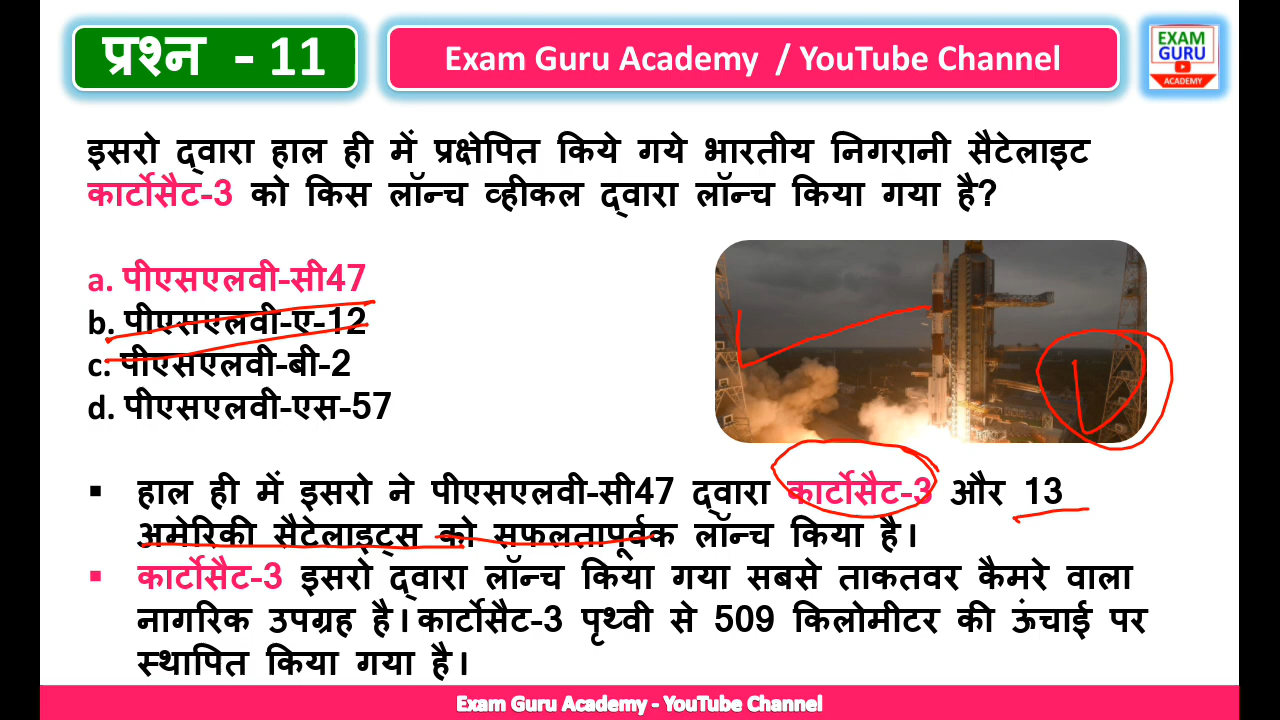 प्रश्न - 11
Exam Guru Academy / YouTube Channel
EXAM
GURU
ACADEMY
इसरो द्वारा हाल ही में प्रक्षेपित किये गये भारतीय निगरानी सैटेलाइट
कार्टोसैट-3 को किस लॉन्च व्हीकल द्वारा लॉन्च किया गया है?
a. पीएसएलवी-सी47
b. पीएसएलवी-ए-12
c. पीएसएलवी-बी-2
d. पीएसएलवी-एस-57
▪ हाल ही में इसरो ने पीएसएलवी-सी47 द्वारा कार्टोसैट-3 और 13
अमेरिकी सैटेलाइट्स को सफलतापूर्वक लॉन्च किया है।
▪ कार्टोसैट-3 इसरो द्वारा लॉन्च किया गया सबसे ताकतवर कैमरे वाला
नागरिक उपग्रह है। कार्टोसैट-3 पृथ्वी से 509 किलोमीटर की ऊंचाई पर
स्थापित किया गया है।
Exam Guru Academy - YouTube Channel